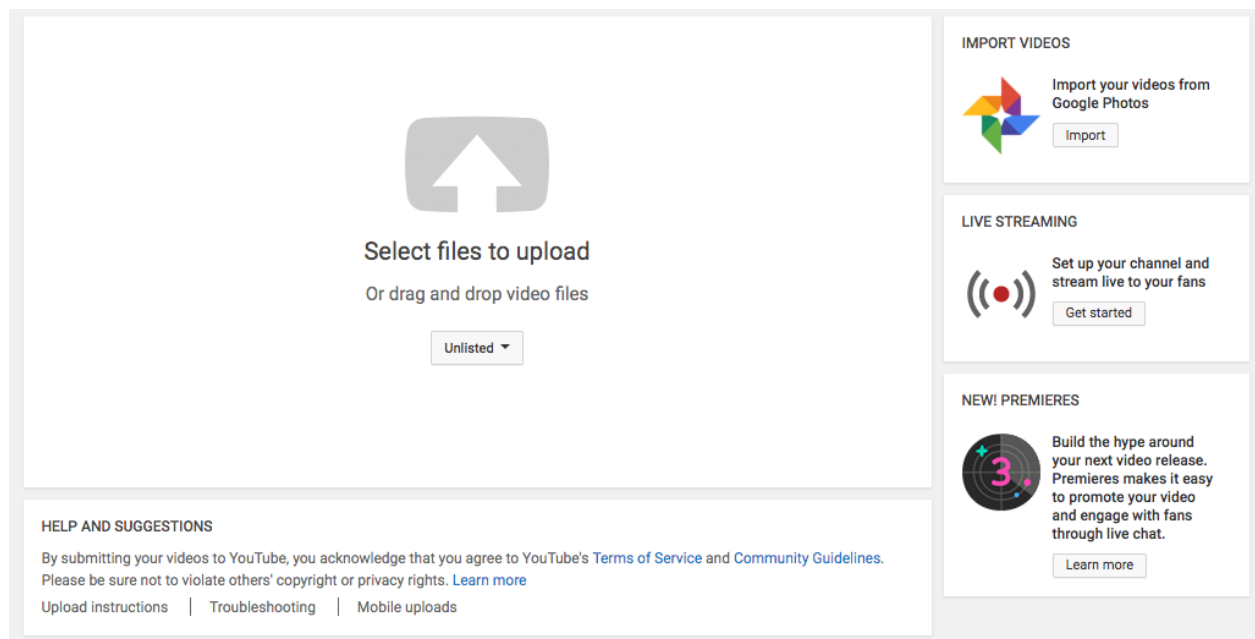 Select files to upload
Or drag and drop video files
Unlisted
HELP AND SUGGESTIONS
By submitting your videos to YouTube, you acknowledge that you agree to YouTube's Terms of Service and Community Guidelines.
Please be sure not to violate others' copyright or privacy rights. Learn more
Upload instructions | Troubleshooting | Mobile uploads
IMPORT VIDEOS
Import your videos from
Google Photos
Import
LIVE STREAMING
Set up your channel and
stream live to your fans
Get started
NEW! PREMIERES
3
Build the hype around
your next video release.
Premieres makes it easy
to promote your video
and engage with fans
through live chat.
Learn more